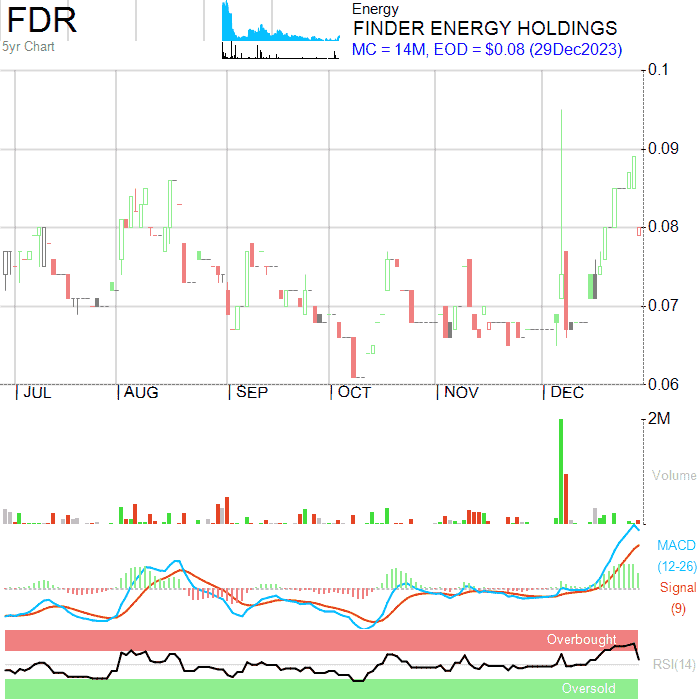 FDR
5yr Chart
Energy
FINDER ENERGY HOLDINGS
MC = 14M, EOD = $0.08 (29Dec2023)
0.1
0.09
0.08
0.07
0.06
JUL AUG SEP OCT NOV DEC
2M
Volume
MACD
(12-26)
Signal
(9)
Overbought
RSI(14)
Oversold